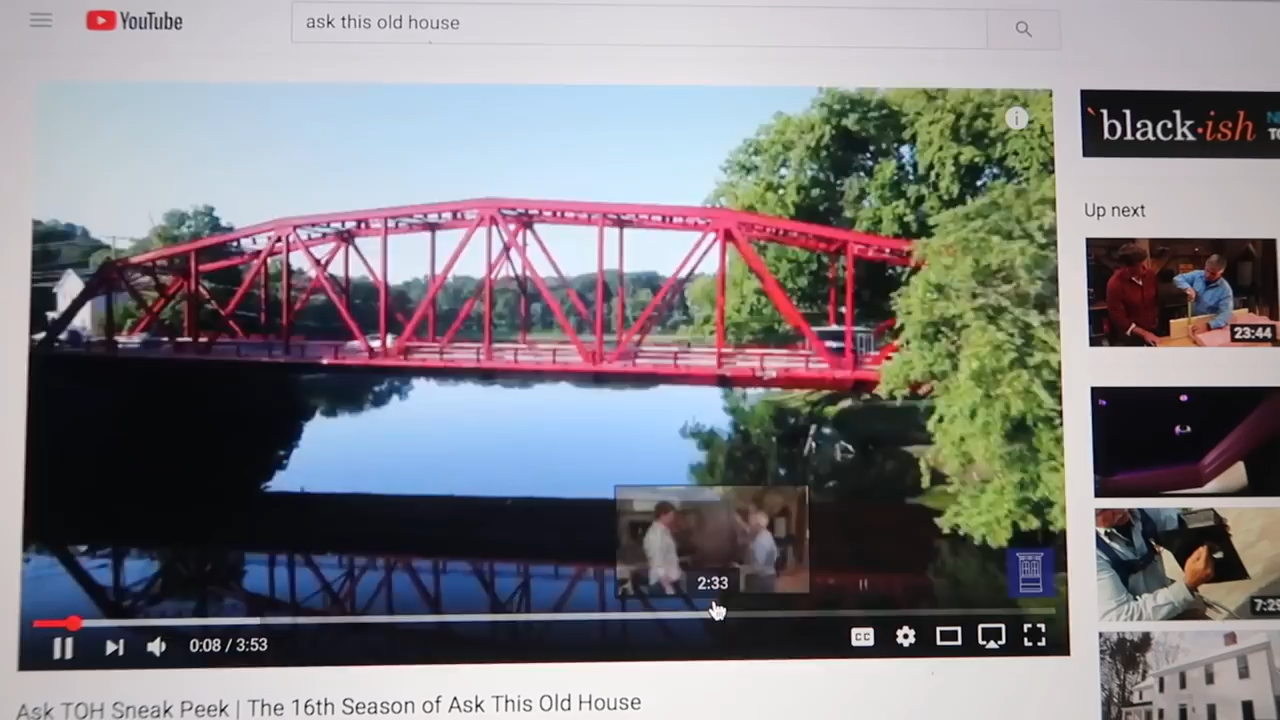 YouTube
ask this old house
`black·ish
Up next
23:44
2:33
0:08 / 3:53
CC
Ask TOH Sneak Peek | The 16th Season of Ask This Old House